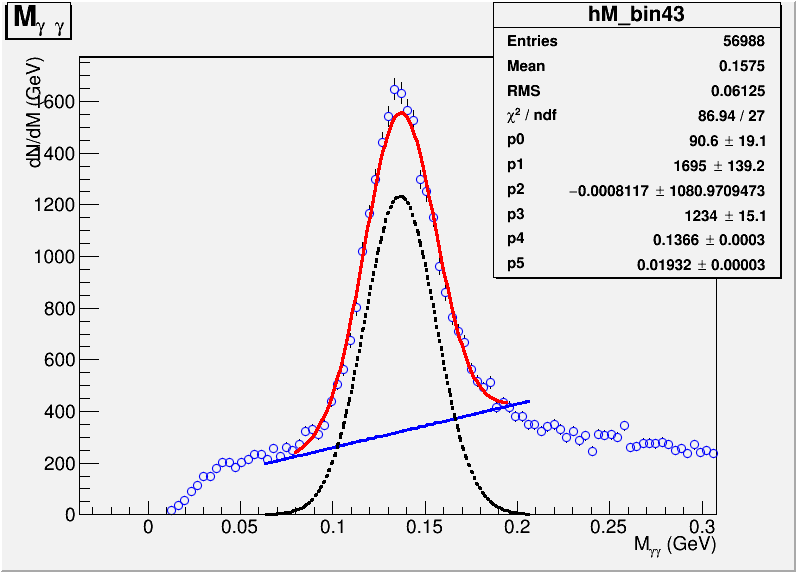 M_γ γ
hM_bin43
Entries 56988
Mean 0.1575
RMS 0.06125
χ² / ndf 86.94 / 27
p0 90.6 ± 19.1
p1 1695 ± 139.2
p2 −0.0008117 ± 1080.9709473
p3 1234 ± 15.1
p4 0.1366 ± 0.0003
p5 0.01932 ± 0.00003
dN/dM (GeV)
1600
1400
1200
1000
800
600
400
200
0
0 0.05 0.1 0.15 0.2 0.25 0.3
M_γγ (GeV)